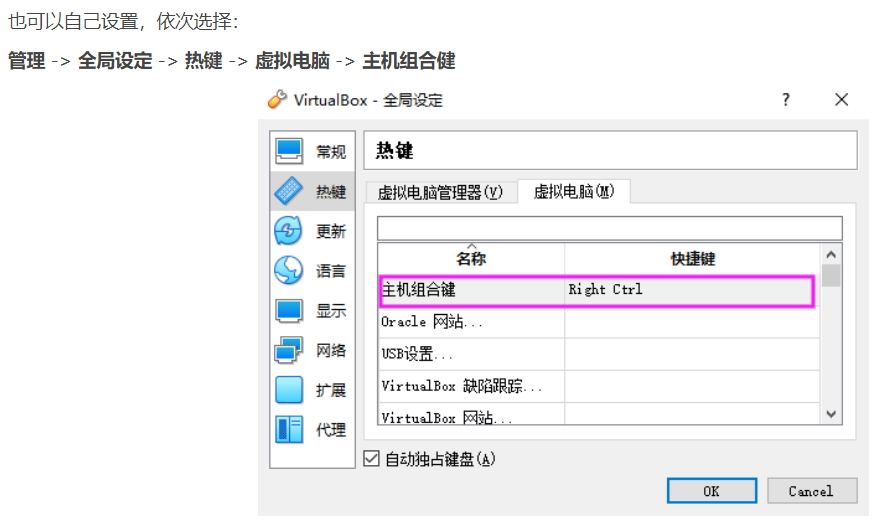 也可以自己设置，依次选择：
管理 -> 全局设定 -> 热键 -> 虚拟电脑 -> 主机组合健
VirtualBox - 全局设定
?
常规
热键
更新
语言
显示
网络
扩展
代理
热键
虚拟电脑管理器(V) 虚拟电脑(M)
名称 快捷键
主机组合键 Right Ctrl
Oracle 网站...
USB设置...
VirtualBox 缺陷跟踪...
VirtualBox 网站...
自动独占键盘(A)
OK Cancel